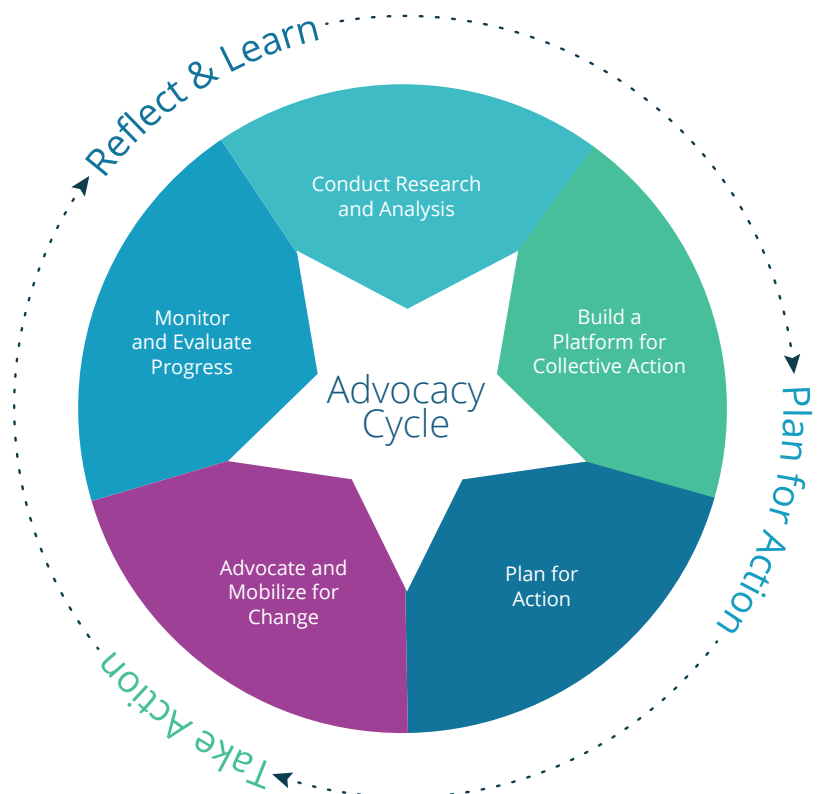 Reflect & Learn
Conduct Research
and Analysis
Build a
Platform for
Collective Action
Monitor
and Evaluate
Progress
Advocacy
Cycle
Plan for Action
Plan for
Action
Advocate and
Mobilize for
Change
Take Action